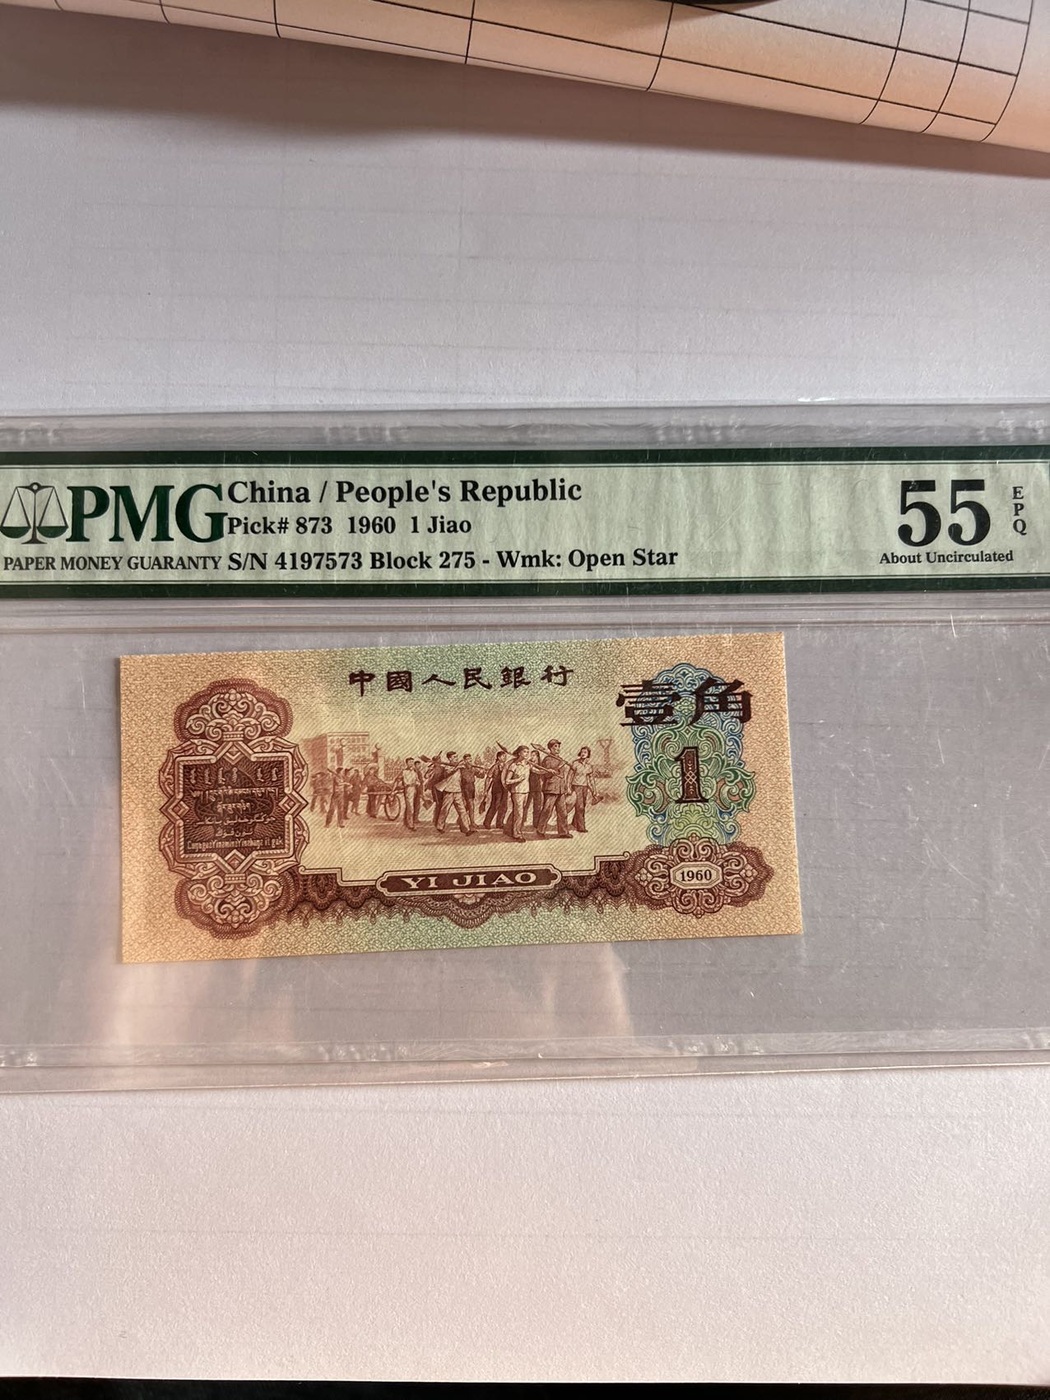 PMG
PAPER MONEY GUARANTY
China / People's Republic
Pick# 873 1960 1 Jiao
S/N 4197573 Block 275 - Wmk: Open Star
55
EPQ
About Uncirculated
中國人民銀行
壹角
1
YI JIAO
1960